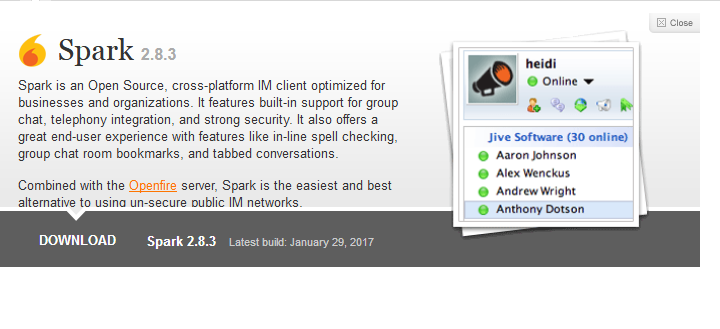 Close
Spark 2.8.3
Spark is an Open Source, cross-platform IM client optimized for
businesses and organizations. It features built-in support for group
chat, telephony integration, and strong security. It also offers a
great end-user experience with features like in-line spell checking,
group chat room bookmarks, and tabbed conversations.
Combined with the Openfire server, Spark is the easiest and best
alternative to using un-secure public IM networks.
heidi
Online
Jive Software (30 online)
Aaron Johnson
Alex Wenckus
Andrew Wright
Anthony Dotson
DOWNLOAD
Spark 2.8.3 Latest build: January 29, 2017